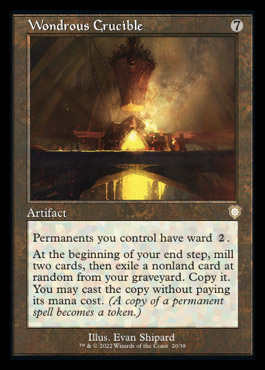 Wondrous Crucible 7
Artifact
Permanents you control have ward 2.
At the beginning of your end step, mill
two cards, then exile a nonland card at
random from your graveyard. Copy it.
You may cast the copy without paying
its mana cost. (A copy of a permanent
spell becomes a token.)
Illus. Evan Shipard
™ & © 2022 Wizards of the Coast 20/38